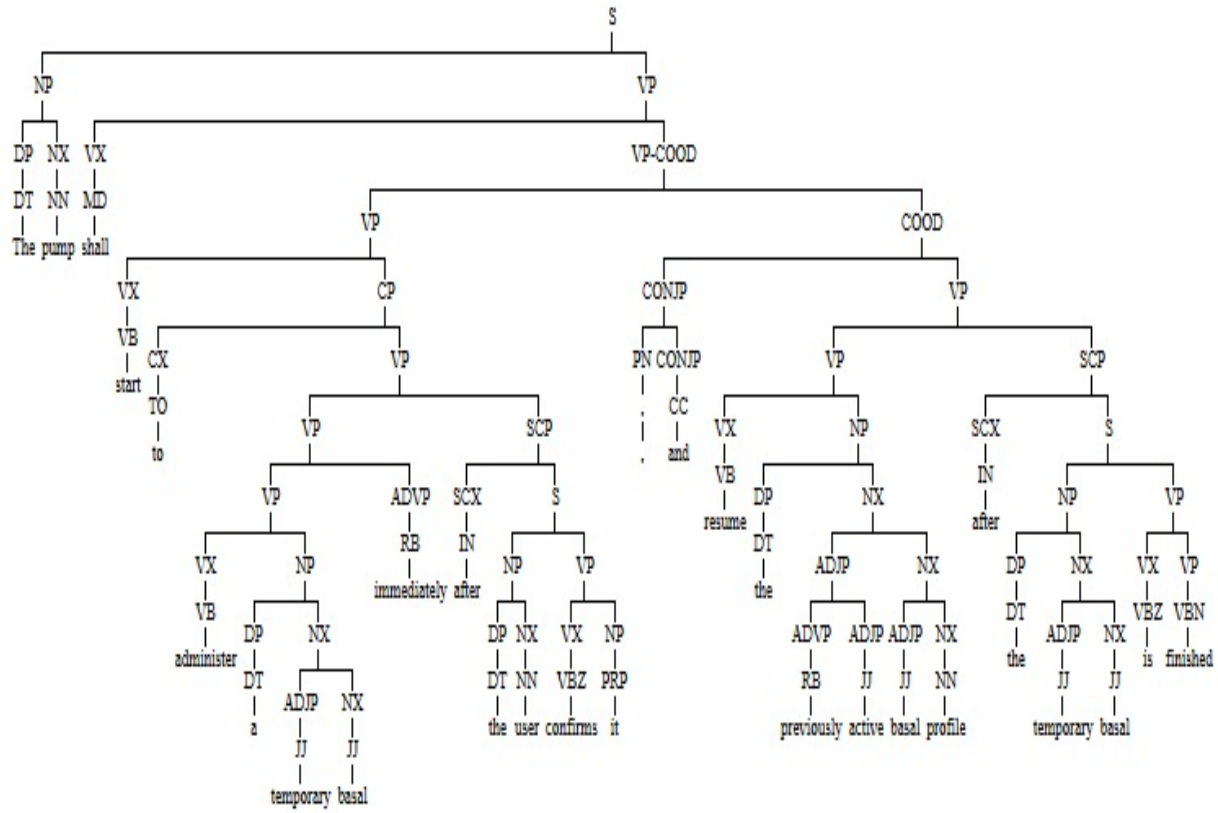 S
NP VP
DP NX VX VP-COOD
DT NN MD VP COOD
The pump shall
VX CP CONJP VP
VB CX VP PN CONJP VP SCP
start TO , CC
to VP SCP , and VX NP SCX S
VB IN
VP ADVP SCX S resume DP NX after NP VP
RB IN DT
VX NP immediately after NP VP the ADJP NX DP NX VX VP
VB DT VBZ VBN
administer DP NX DP NX VX NP ADVP ADJP ADJP NX the ADJP NX is finished
DT DT NN VBZ PRP RB JJ JJ NN JJ JJ
a ADJP NX the user confirms it previously active basal profile temporary basal
JJ JJ
temporary basal